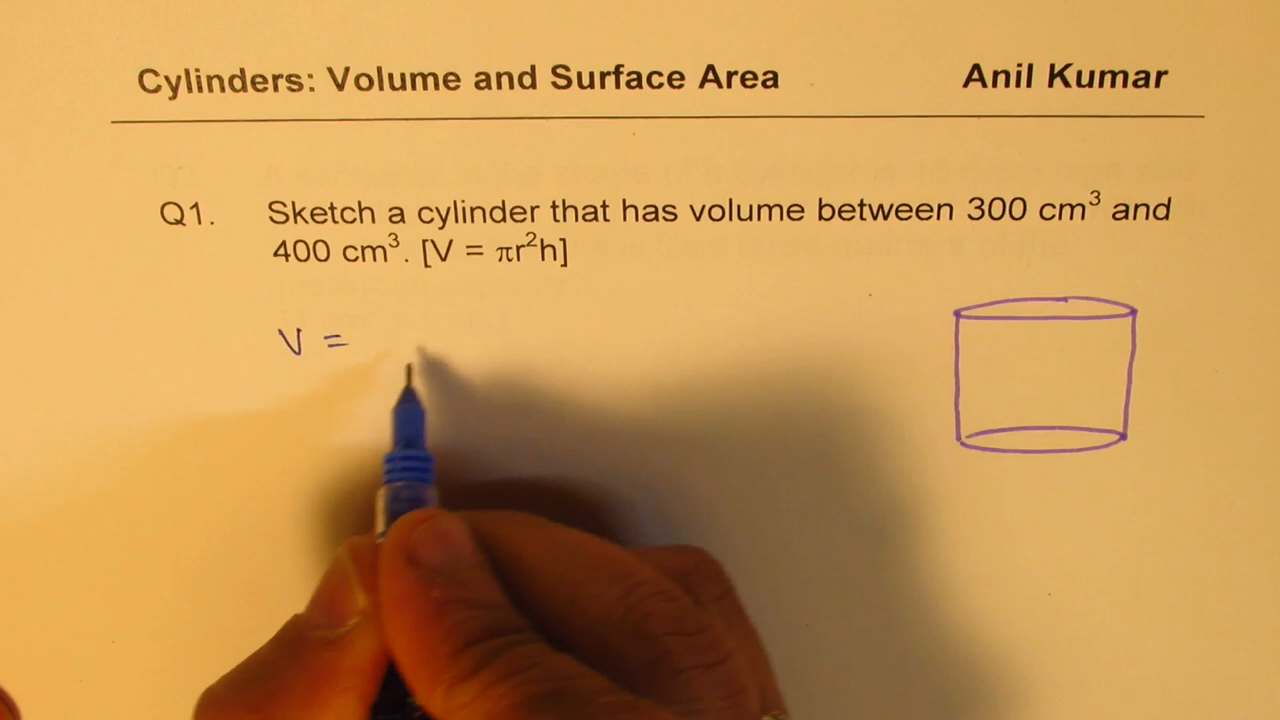 Cylinders: Volume and Surface Area Anil Kumar
Q1. Sketch a cylinder that has volume between 300 cm³ and
400 cm³. [V = πr²h]
V =